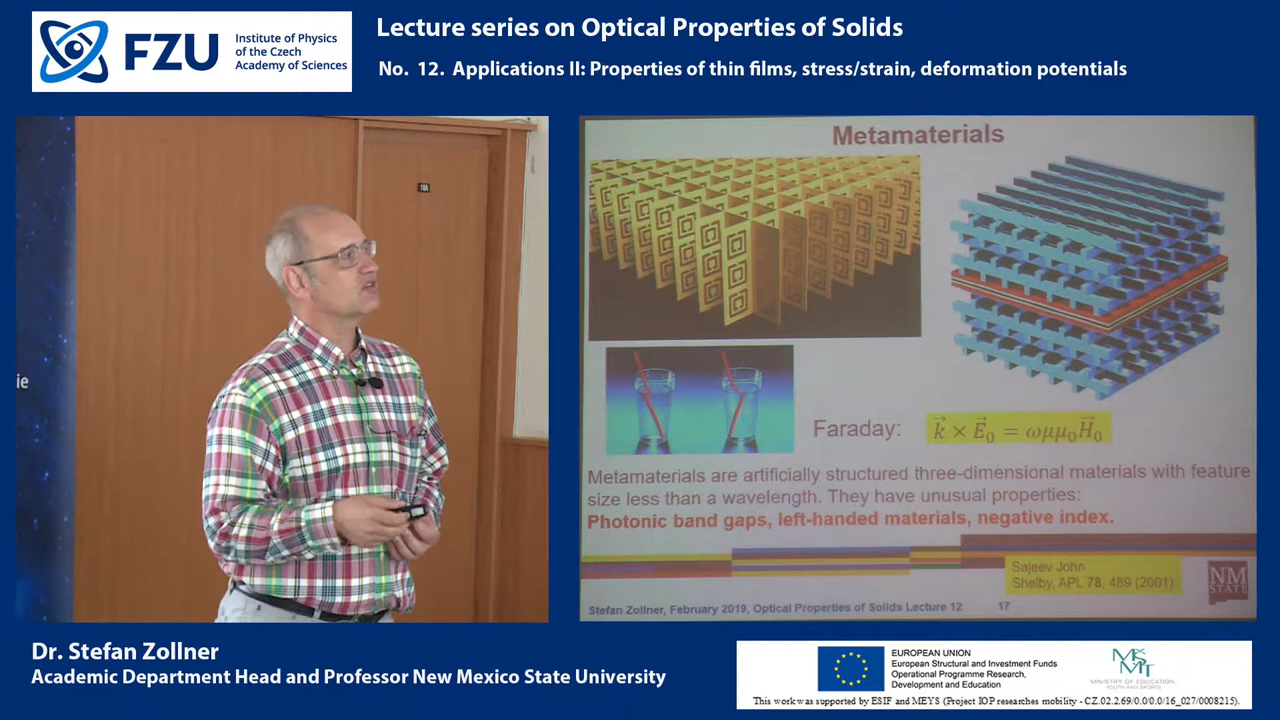 FZU
Institute of Physics
of the Czech
Academy of Sciences
Lecture series on Optical Properties of Solids
No. 12. Applications II: Properties of thin films, stress/strain, deformation potentials
10A
ie
Metamaterials
Faraday: k⃗ × E⃗₀ = ωμμ₀H⃗₀
Metamaterials are artificially structured three-dimensional materials with feature
size less than a wavelength. They have unusual properties:
Photonic band gaps, left-handed materials, negative index.
Sajeev John
Shelby, APL 78, 489 (2001)
NM
STATE
Stefan Zollner, February 2019, Optical Properties of Solids Lecture 12 17
Dr. Stefan Zollner
Academic Department Head and Professor New Mexico State University
EUROPEAN UNION
European Structural and Investment Funds
Operational Programme Research,
Development and Education
MINISTRY OF EDUCATION,
YOUTH AND SPORTS
This work was supported by ESIF and MEYS (Project IOP researches mobility - CZ.02.2.69/0.0/0.0/16_027/0008215).